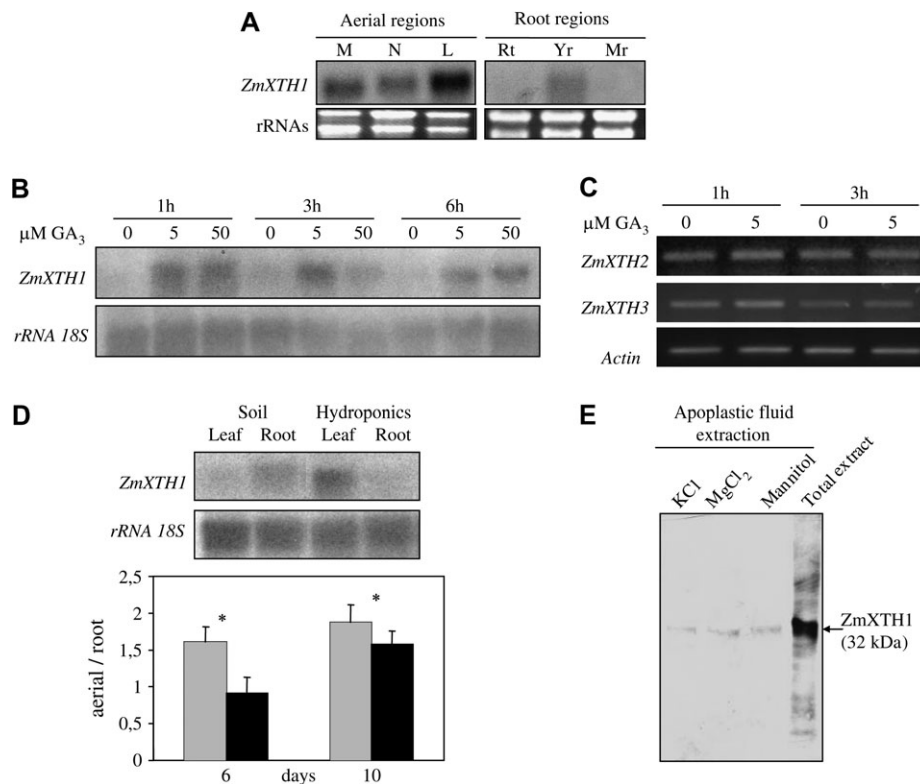 A
Aerial regions Root regions
M N L Rt Yr Mr
ZmXTH1
rRNAs
B
1h 3h 6h
μM GA3 0 5 50 0 5 50 0 5 50
ZmXTH1
rRNA 18S
C
1h 3h
μM GA3 0 5 0 5
ZmXTH2
ZmXTH3
Actin
D
Soil Hydroponics
Leaf Root Leaf Root
ZmXTH1
rRNA 18S
2,5
2
1,5
1
0,5
0
aerial / root
* *
6 days 10
E
Apoplastic fluid
extraction
KCl MgCl2 Mannitol Total extract
ZmXTH1
(32 kDa)